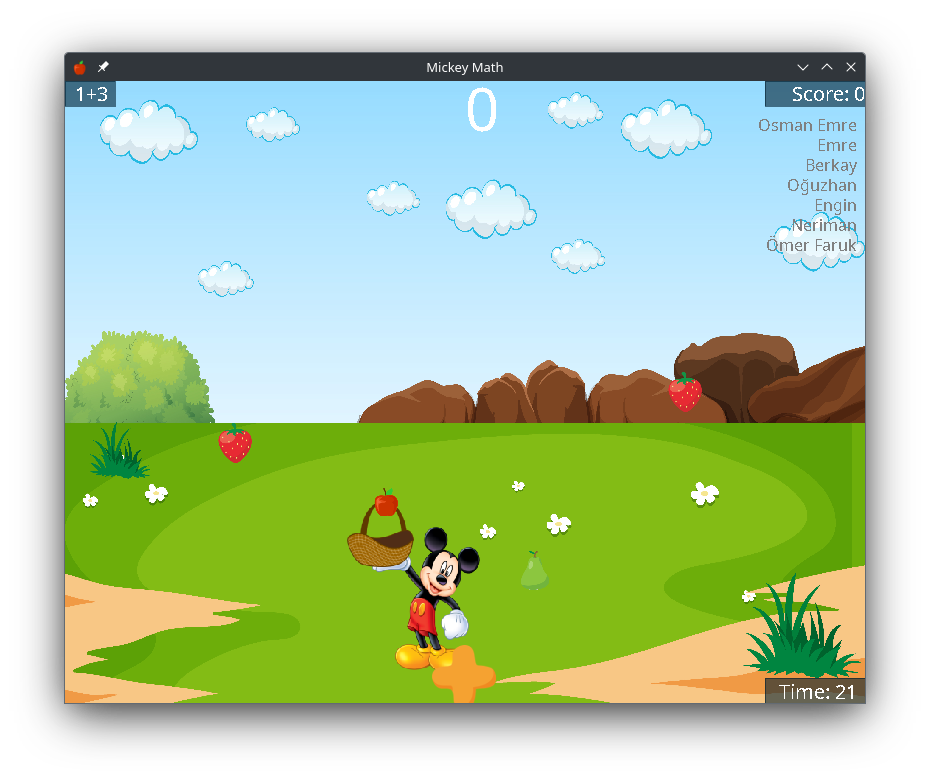 Mickey Math
1+3
0
Score: 0
Osman Emre
Emre
Berkay
Oğuzhan
Engin
Neriman
Ömer Faruk
Time: 21